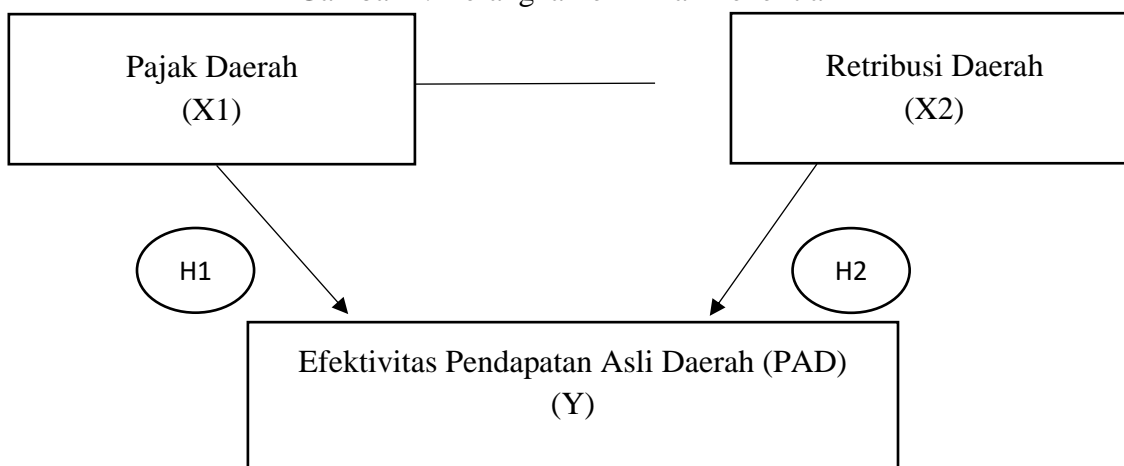 Pajak Daerah
(X1)
Retribusi Daerah
(X2)
H1
H2
Efektivitas Pendapatan Asli Daerah (PAD)
(Y)